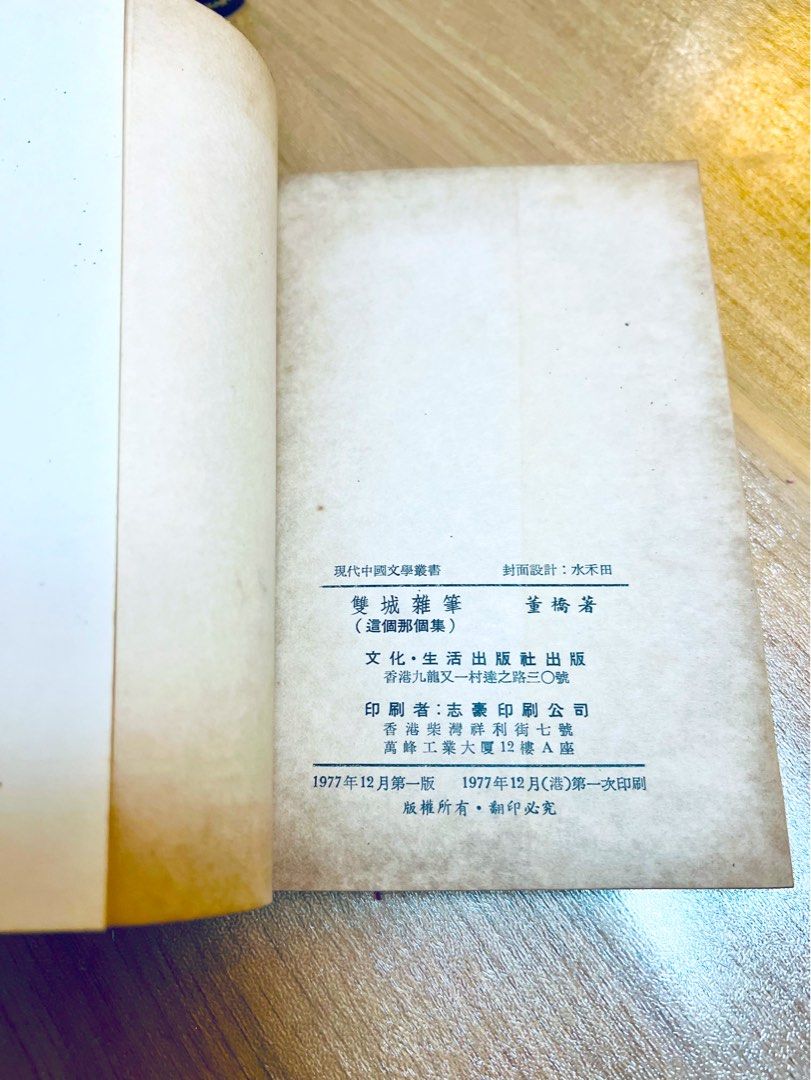 現代中國文學叢書 封面設計：水禾田
雙城雜筆 董橋著
（這個那個集）
文化・生活出版社出版
香港九龍又一村達之路三〇號
印刷者：志豪印刷公司
香港柴灣祥利街七號
萬峰工業大厦12樓A座
1977年12月第一版 1977年12月(港)第一次印刷
版權所有・翻印必究